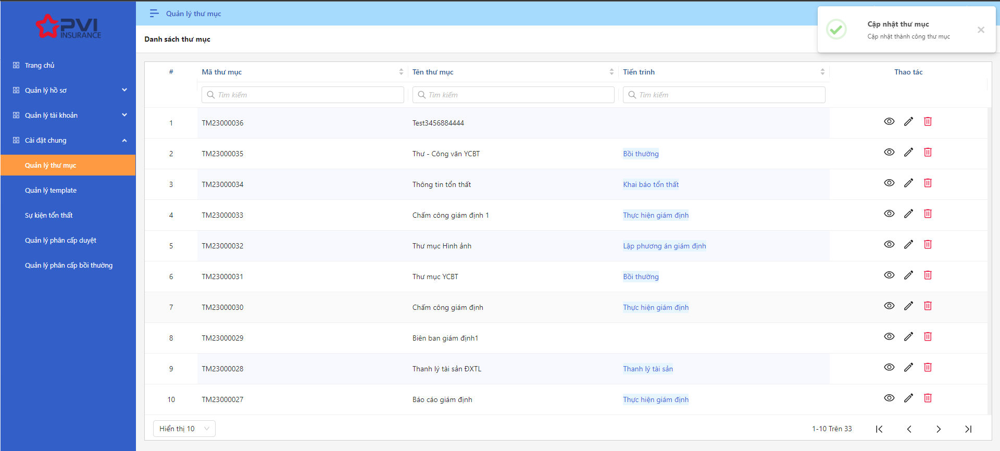 PVI
INSURANCE
Trang chủ
Quản lý hồ sơ
Quản lý tài khoản
Cài đặt chung
Quản lý thư mục
Quản lý template
Sự kiện tổn thất
Quản lý phân cấp duyệt
Quản lý phân cấp bồi thường
Quản lý thư mục
Cập nhật thư mục
Cập nhật thành công thư mục
Danh sách thư mục
# Mã thư mục Tên thư mục Tiến trình Thao tác
Tìm kiếm Tìm kiếm Tìm kiếm
1 TM23000036 Test3456884444
2 TM23000035 Thư - Công văn YCBT Bồi thường
3 TM23000034 Thông tin tổn thất Khai báo tổn thất
4 TM23000033 Chấm công giám định 1 Thực hiện giám định
5 TM23000032 Thư mục Hình ảnh Lập phương án giám định
6 TM23000031 Thư mục YCBT Bồi thường
7 TM23000030 Chấm công giám định Thực hiện giám định
8 TM23000029 Biên ban giám định1
9 TM23000028 Thanh lý tài sản ĐXTL Thanh lý tài sản
10 TM23000027 Báo cáo giám định Thực hiện giám định
Hiển thị 10 1-10 Trên 33